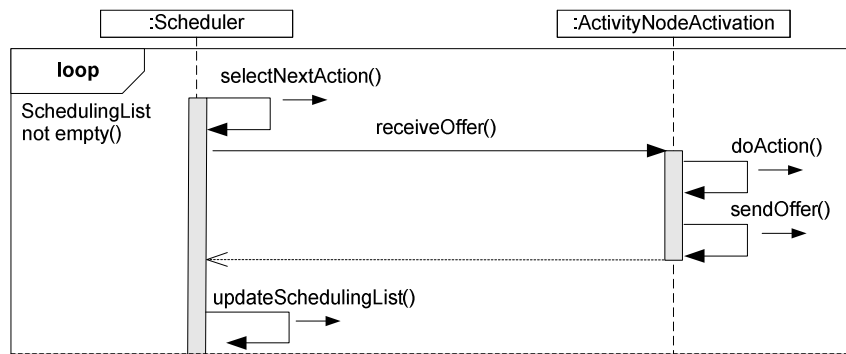 :Scheduler
:ActivityNodeActivation
loop
selectNextAction()
SchedulingList
not empty()
receiveOffer()
doAction()
sendOffer()
updateSchedulingList()